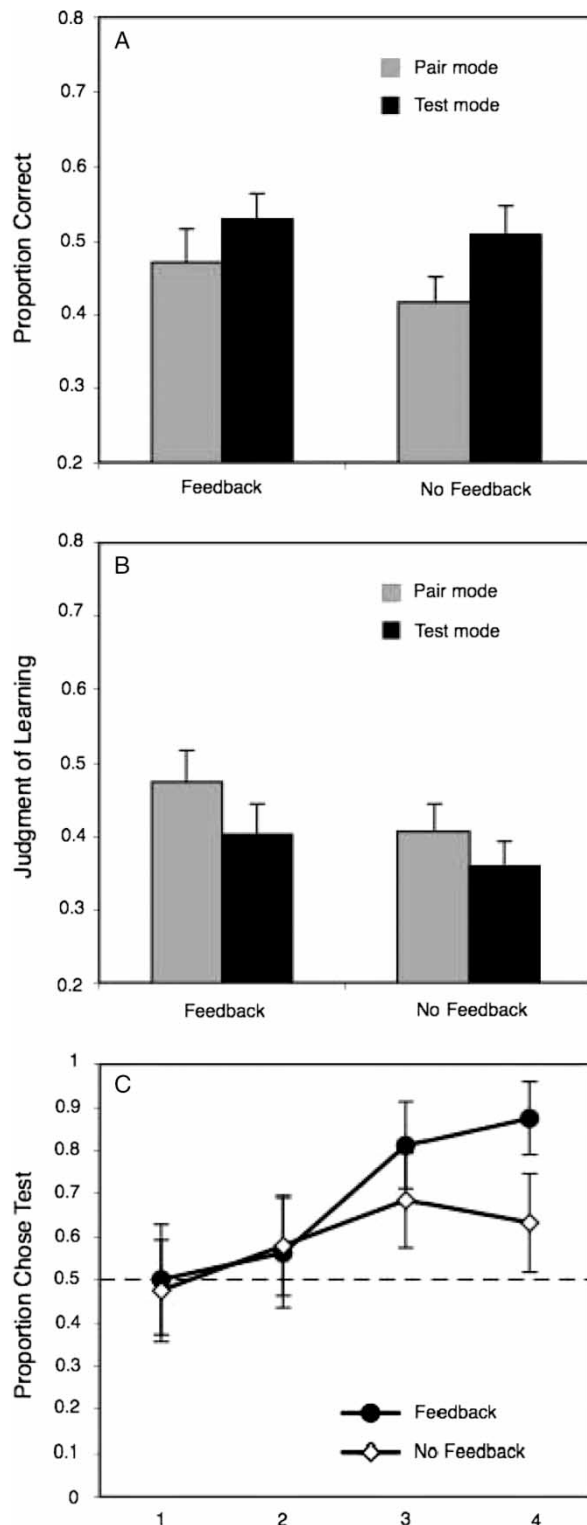 A
0.8
0.7
0.6
0.5
0.4
0.3
0.2
Proportion Correct
Pair mode
Test mode
Feedback
No Feedback
B
0.8
0.7
0.6
0.5
0.4
0.3
0.2
Judgment of Learning
Pair mode
Test mode
Feedback
No Feedback
C
1
0.9
0.8
0.7
0.6
0.5
0.4
0.3
0.2
0.1
0
Proportion Chose Test
Feedback
No Feedback
1 2 3 4